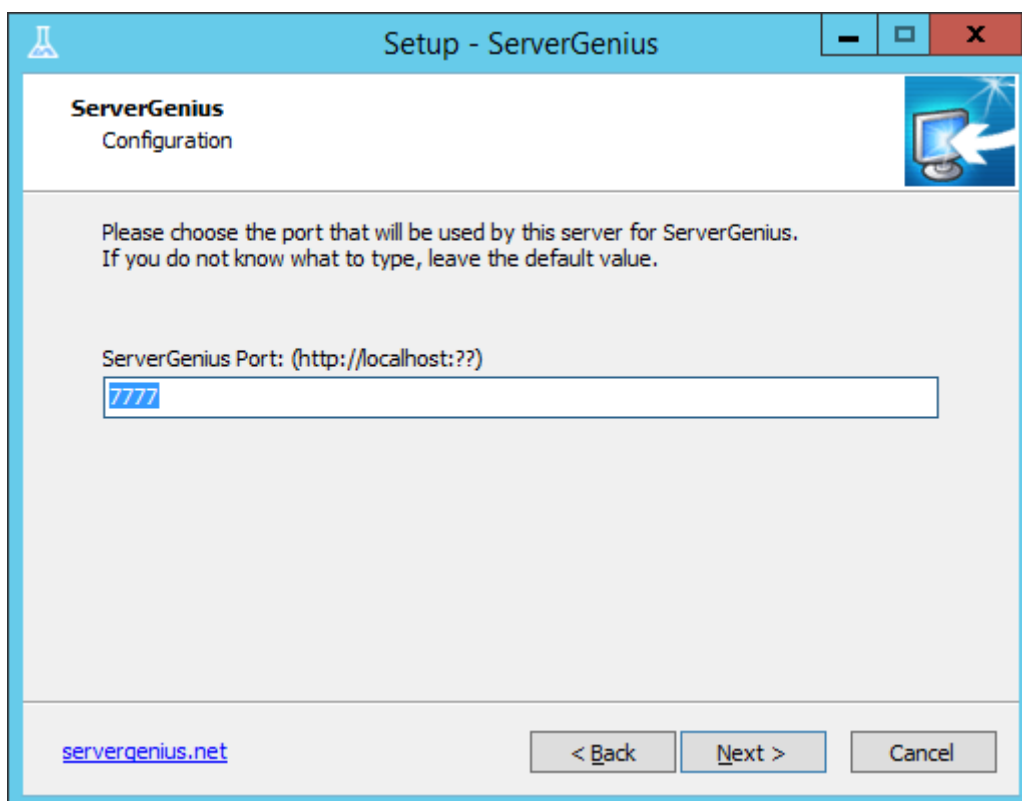 Setup - ServerGenius
ServerGenius
Configuration
Please choose the port that will be used by this server for ServerGenius.
If you do not know what to type, leave the default value.
ServerGenius Port: (http://localhost:??)
7777
servergenius.net
< Back
Next >
Cancel